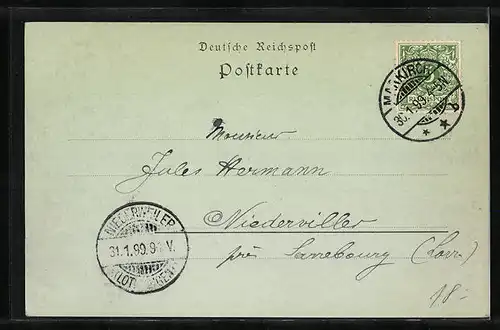 Deutsche Reichspost
Postkarte
MARKIRCH
30.1.99.
Monsieur
Jules Hermann
Niederviller
près Sarrebourg (Lorr)
NIEDERWEILER
31.1.99.
(LOTHRINGEN)
18.-